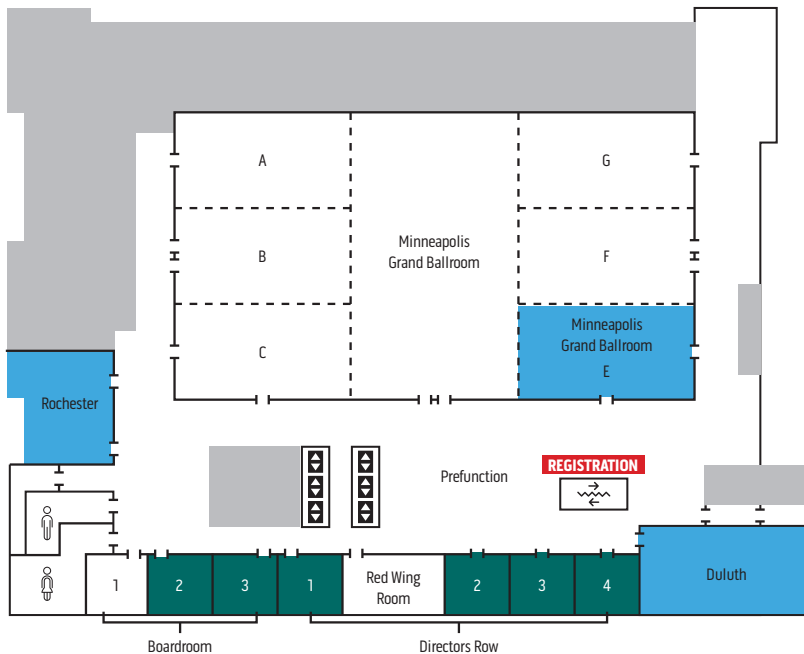 A
G
B
Minneapolis
Grand Ballroom
F
C
Minneapolis
Grand Ballroom
E
Rochester
Prefunction
REGISTRATION
1
2
3
1
Red Wing
Room
2
3
4
Duluth
Boardroom
Directors Row